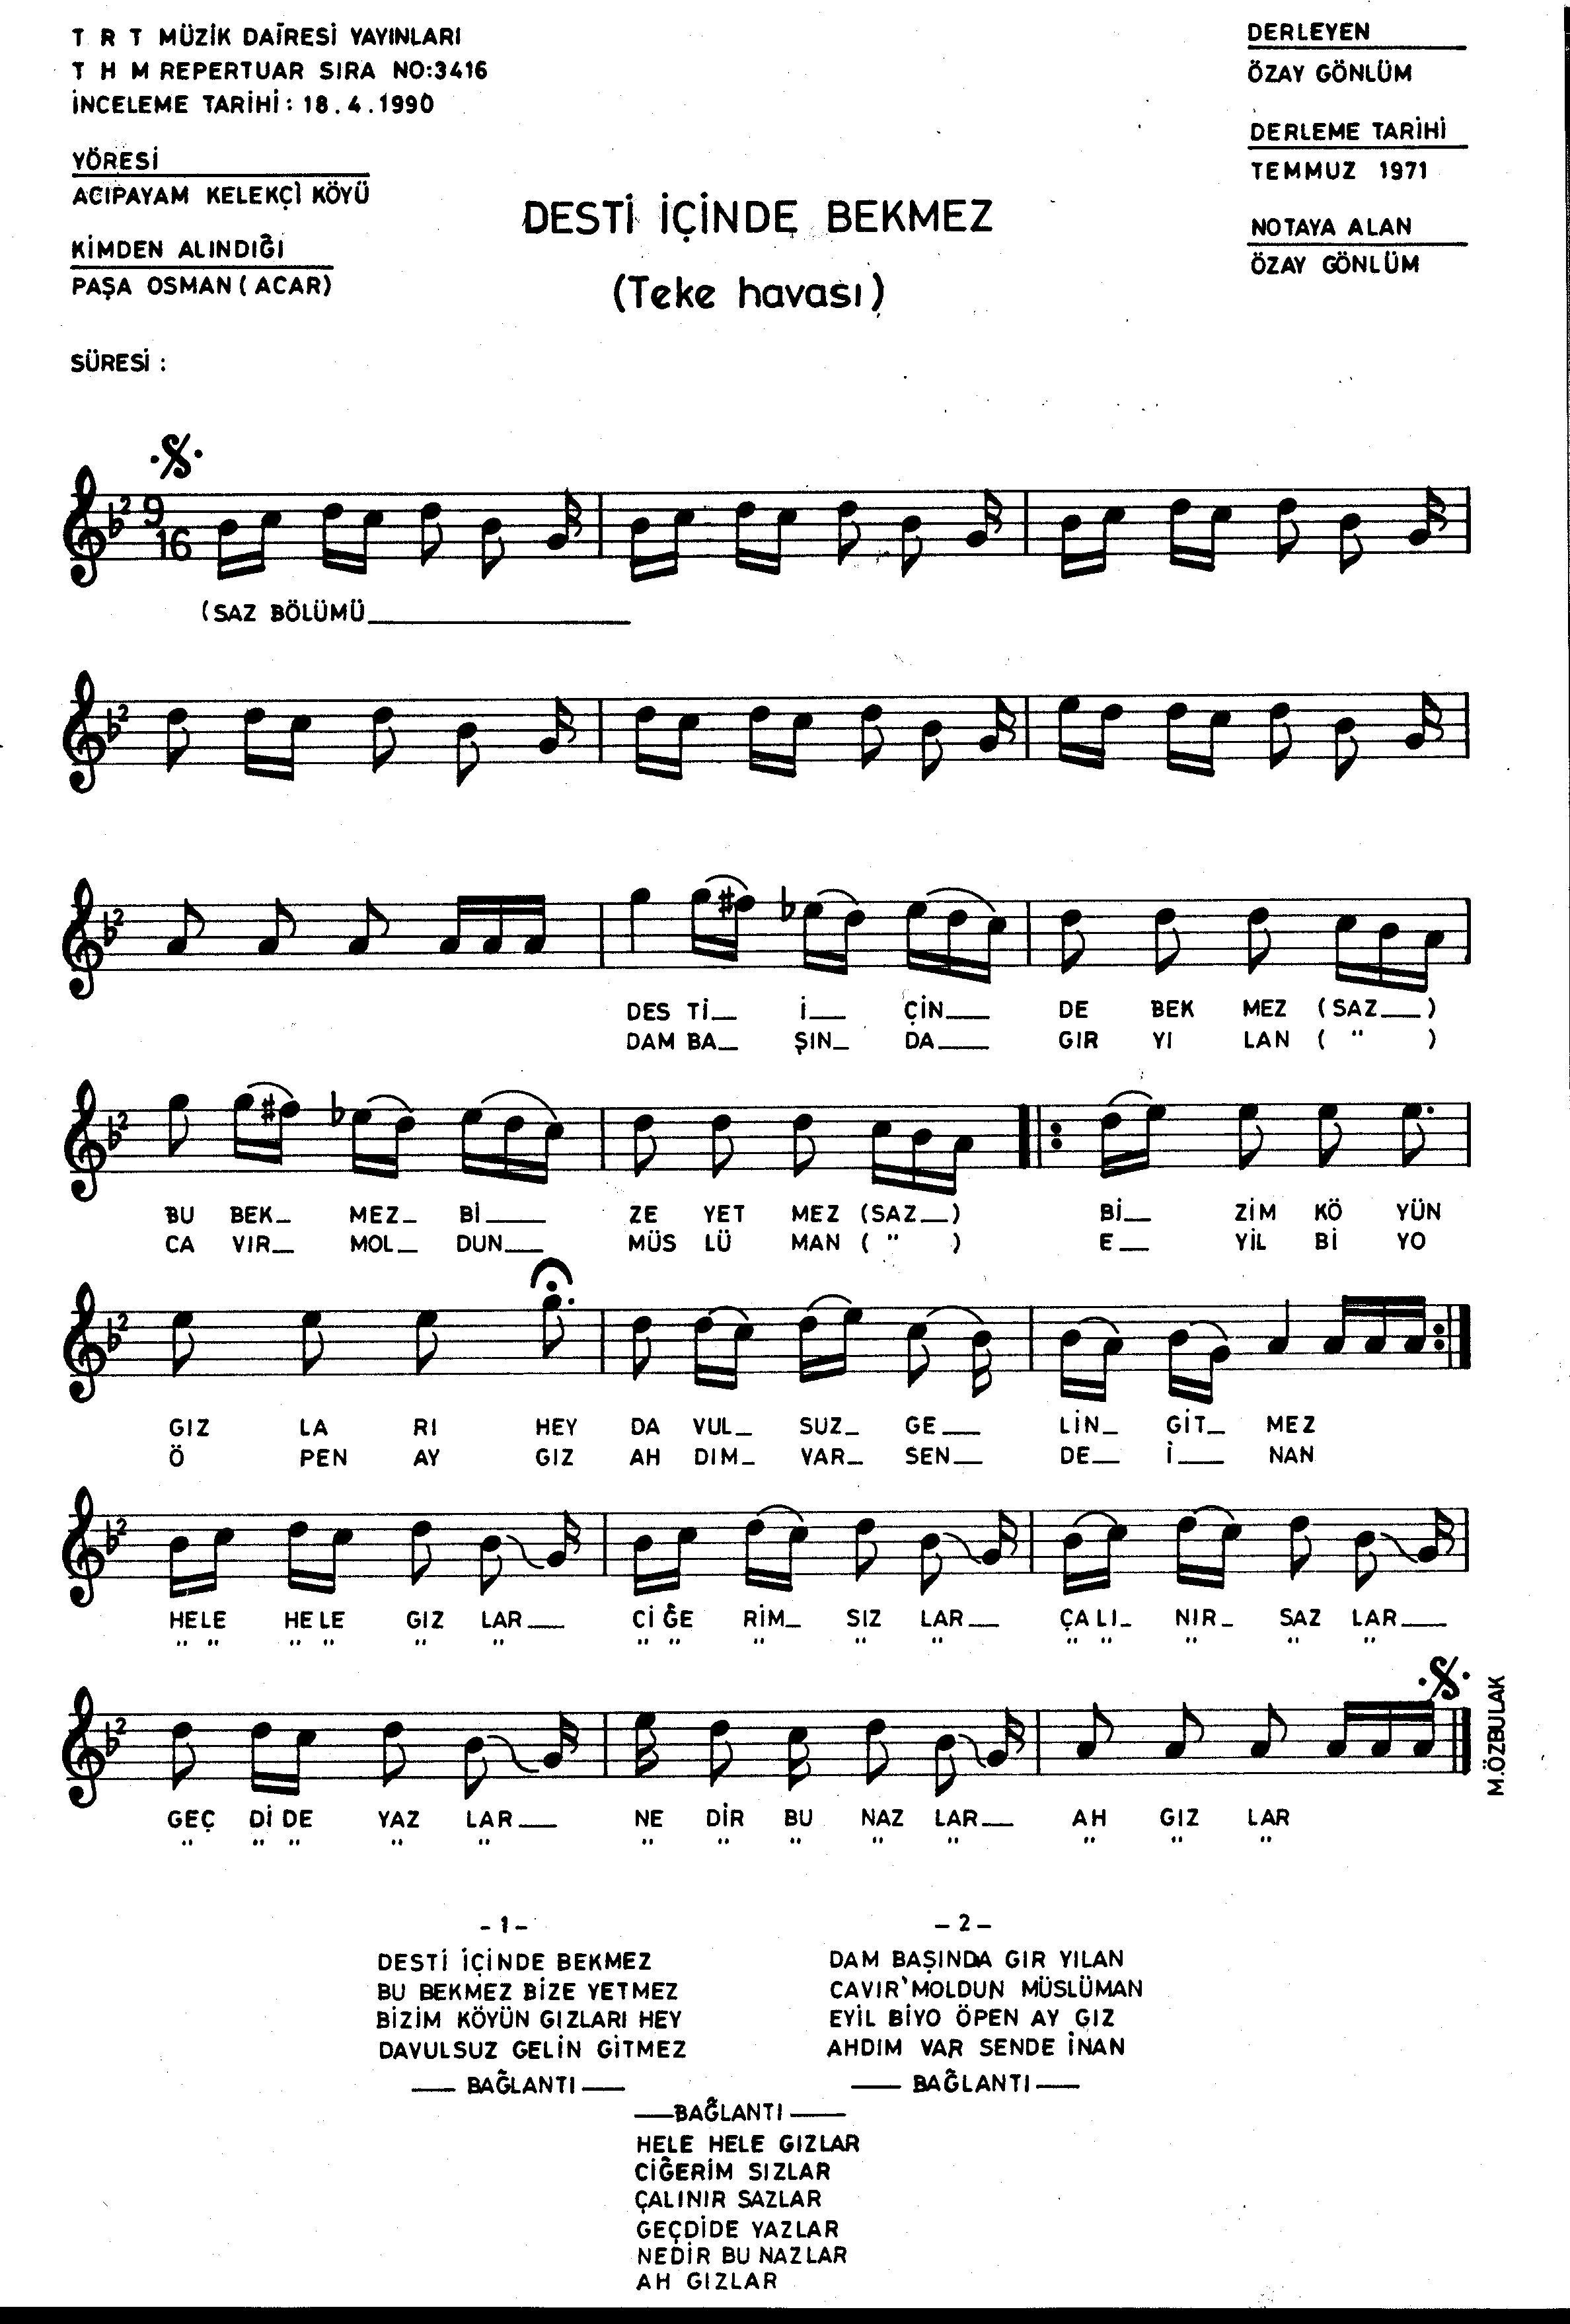 T R T MÜZİK DAİRESİ YAYINLARI
T H M REPERTUAR SIRA NO:3416
İNCELEME TARİHİ: 18.4.1990
DERLEYEN
ÖZAY GÖNLÜM
DERLEME TARİHİ
TEMMUZ 1971
YÖRESİ
ACIPAYAM KELEKÇİ KÖYÜ
DESTİ İÇİNDE BEKMEZ
(Teke havası)
NOTAYA ALAN
ÖZAY GÖNLÜM
KİMDEN ALINDIĞI
PAŞA OSMAN (ACAR)
SÜRESİ :
2 9 16
(SAZ BÖLÜMÜ______
2
2
DES Tİ_ İ_ ÇİN_ DE BEK MEZ (SAZ_)
DAM BA_ ŞIN_ DA_ GIR YI LAN ( " )
2
BU BEK_ MEZ_ Bİ_ ZE YET MEZ (SAZ_) Bİ_ ZİM KÖ YÜN
CA VIR_ MOL_ DUN_ MÜS LÜ MAN ( " ) E_ YİL Bİ YO
2
GIZ LA RI HEY DA VUL_ SUZ_ GE_ LİN_ GİT_ MEZ
Ö PEN AY GIZ AH DIM_ VAR_ SEN_ DE_ İ_ NAN
2
HELE HELE GIZ LAR_ Cİ ĞE RİM_ SIZ LAR_ ÇA LI_ NIR_ SAZ LAR_
" " " " " " " " " " " " " " " "
2
GEÇ Dİ DE YAZ LAR_ NE DİR BU NAZ LAR_ AH GIZ LAR
" " " " " " " " " " " " "
M.ÖZBULAK
- 1 -
DESTİ İÇİNDE BEKMEZ
BU BEKMEZ BİZE YETMEZ
BİZİM KÖYÜN GIZLARI HEY
DAVULSUZ GELİN GİTMEZ
— BAĞLANTI —
- 2 -
DAM BAŞINDA GIR YILAN
CAVIR'MOLDUN MÜSLÜMAN
EYİL BİYO ÖPEN AY GIZ
AHDIM VAR SENDE İNAN
— BAĞLANTI —
— BAĞLANTI —
HELE HELE GIZLAR
CİĞERİM SIZLAR
ÇALINIR SAZLAR
GEÇDİDE YAZLAR
NEDİR BU NAZLAR
AH GIZLAR